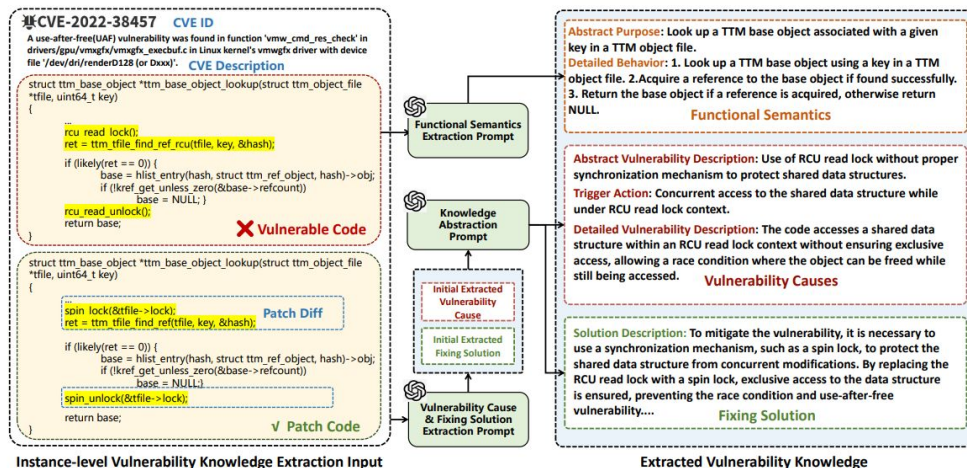 CVE-2022-38457 CVE ID
A use-after-free(UAF) vulnerability was found in function 'vmw_cmd_res_check' in
drivers/gpu/vmxgfx/vmxgfx_execbuf.c in Linux kernel's vmwgfx driver with device
file '/dev/dri/renderD128 (or Dxxx)'.
CVE Description
struct ttm_base_object *ttm_base_object_lookup(struct ttm_object_file
*tfile, uint64_t key)
{
...
rcu_read_lock();
ret = ttm_tfile_find_ref_rcu(tfile, key, &hash);
if (likely(ret == 0)) {
base = hlist_entry(hash, struct ttm_ref_object, hash)->obj;
if (!kref_get_unless_zero(&base->refcount))
base = NULL; }
rcu_read_unlock();
return base;
}
Vulnerable Code
struct ttm_base_object *ttm_base_object_lookup(struct ttm_object_file
*tfile, uint64_t key)
{
...
spin_lock(&tfile->lock);
ret = ttm_tfile_find_ref(tfile, key, &hash);
Patch Diff
if (likely(ret == 0)) {
base = hlist_entry(hash, struct ttm_ref_object, hash)->obj;
if (!kref_get_unless_zero(&base->refcount))
base = NULL;}
spin_unlock(&tfile->lock);
return base;
}
√ Patch Code
Instance-level Vulnerability Knowledge Extraction Input
Functional Semantics
Extraction Prompt
Knowledge
Abstraction
Prompt
Initial Extracted
Vulnerability
Cause
Initial Extracted
Fixing Solution
Vulnerability Cause
& Fixing Solution
Extraction Prompt
Abstract Purpose: Look up a TTM base object associated with a given
key in a TTM object file.
Detailed Behavior: 1. Look up a TTM base object using a key in a TTM
object file. 2.Acquire a reference to the base object if found successfully.
3. Return the base object if a reference is acquired, otherwise return
NULL.
Functional Semantics
Abstract Vulnerability Description: Use of RCU read lock without proper
synchronization mechanism to protect shared data structures.
Trigger Action: Concurrent access to the shared data structure while
under RCU read lock context.
Detailed Vulnerability Description: The code accesses a shared data
structure within an RCU read lock context without ensuring exclusive
access, allowing a race condition where the object can be freed while
still being accessed.
Vulnerability Causes
Solution Description: To mitigate the vulnerability, it is necessary to
use a synchronization mechanism, such as a spin lock, to protect the
shared data structure from concurrent modifications. By replacing the
RCU read lock with a spin lock, exclusive access to the data structure
is ensured, preventing the race condition and use-after-free
vulnerability....
Fixing Solution
Extracted Vulnerability Knowledge